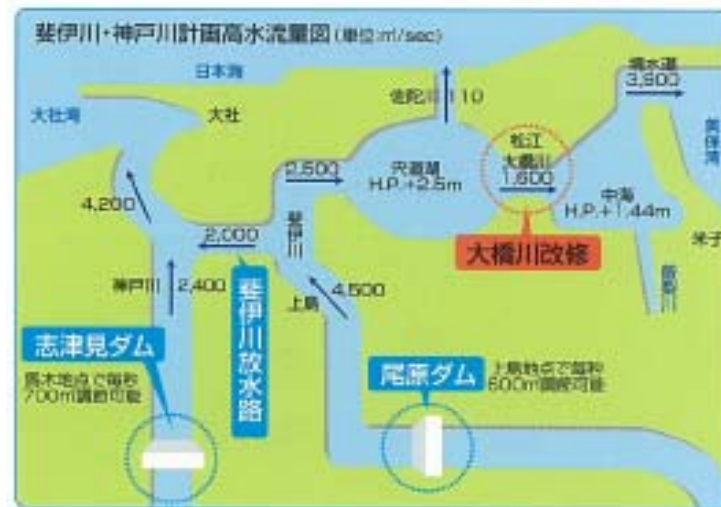 斐伊川・神戸川計画高水流量図(単位:㎥/sec)
日本海
境水道
3,600
大社湾
大社
佐陀川 110
松江
大橋川
1,600
美保湾
2,500
宍道湖
H.P.+2.5m
中海
H.P.+1.44m
4,200
2,000
斐伊川
米子
大橋川改修
飯梨川
神戸川
2,400
上島
4,500
斐伊川放水路
志津見ダム
馬木地点で毎秒
700㎥調節可能
尾原ダム
上島地点で毎秒
600㎥調節可能